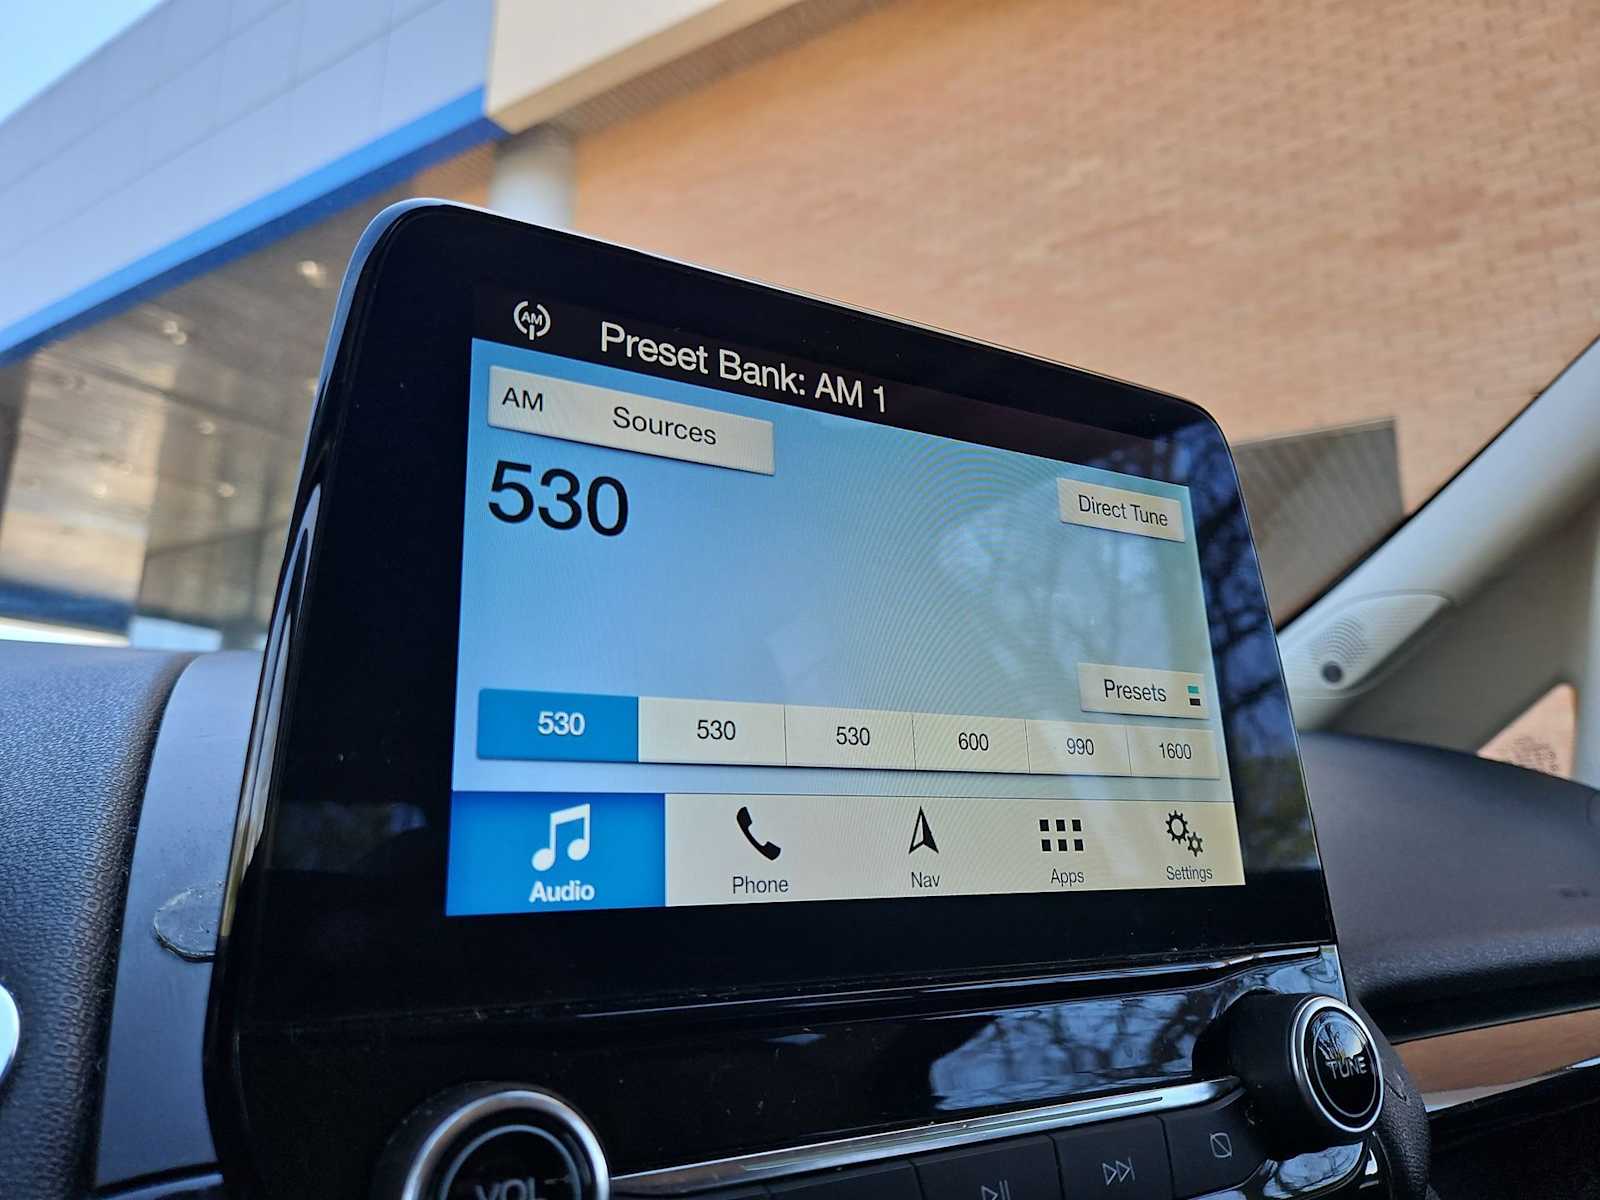 AM
Preset Bank: AM 1
AM Sources
530
Direct Tune
Presets
530 530 530 600 990 1600
Audio Phone Nav Apps Settings
TUNE
VOL